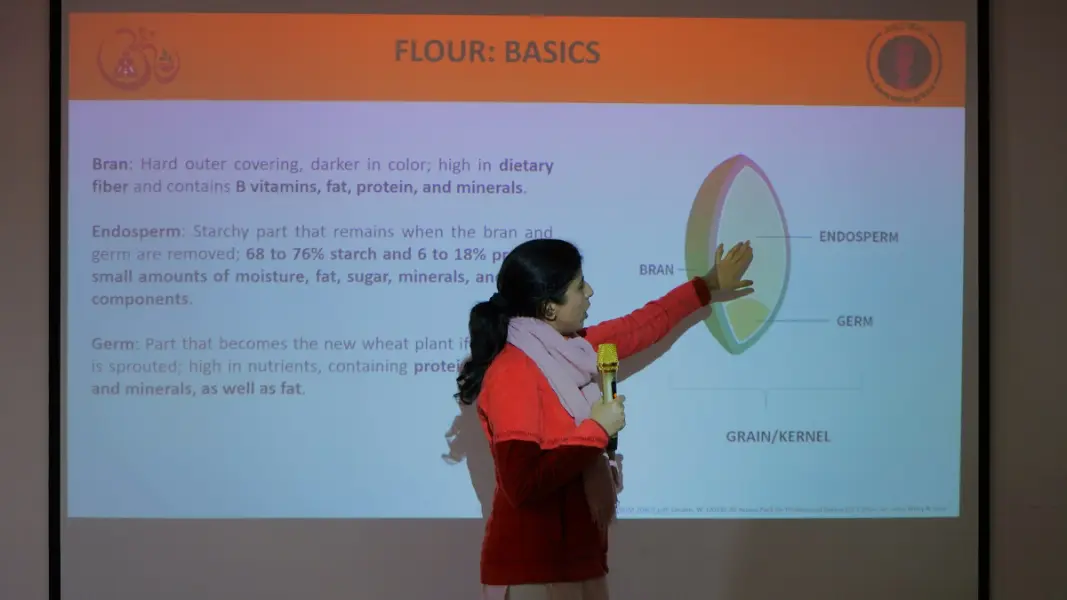 FLOUR: BASICS
Bran: Hard outer covering, darker in color; high in dietary
fiber and contains B vitamins, fat, protein, and minerals.
Endosperm: Starchy part that remains when the bran and
germ are removed; 68 to 76% starch and 6 to 18%
small amounts of moisture, fat, sugar, minerals,
components.
Germ: Part that becomes the new wheat plant
is sprouted; high in nutrients, containing
and minerals, as well as fat.
ENDOSPERM
BRAN
GERM
GRAIN/KERNEL